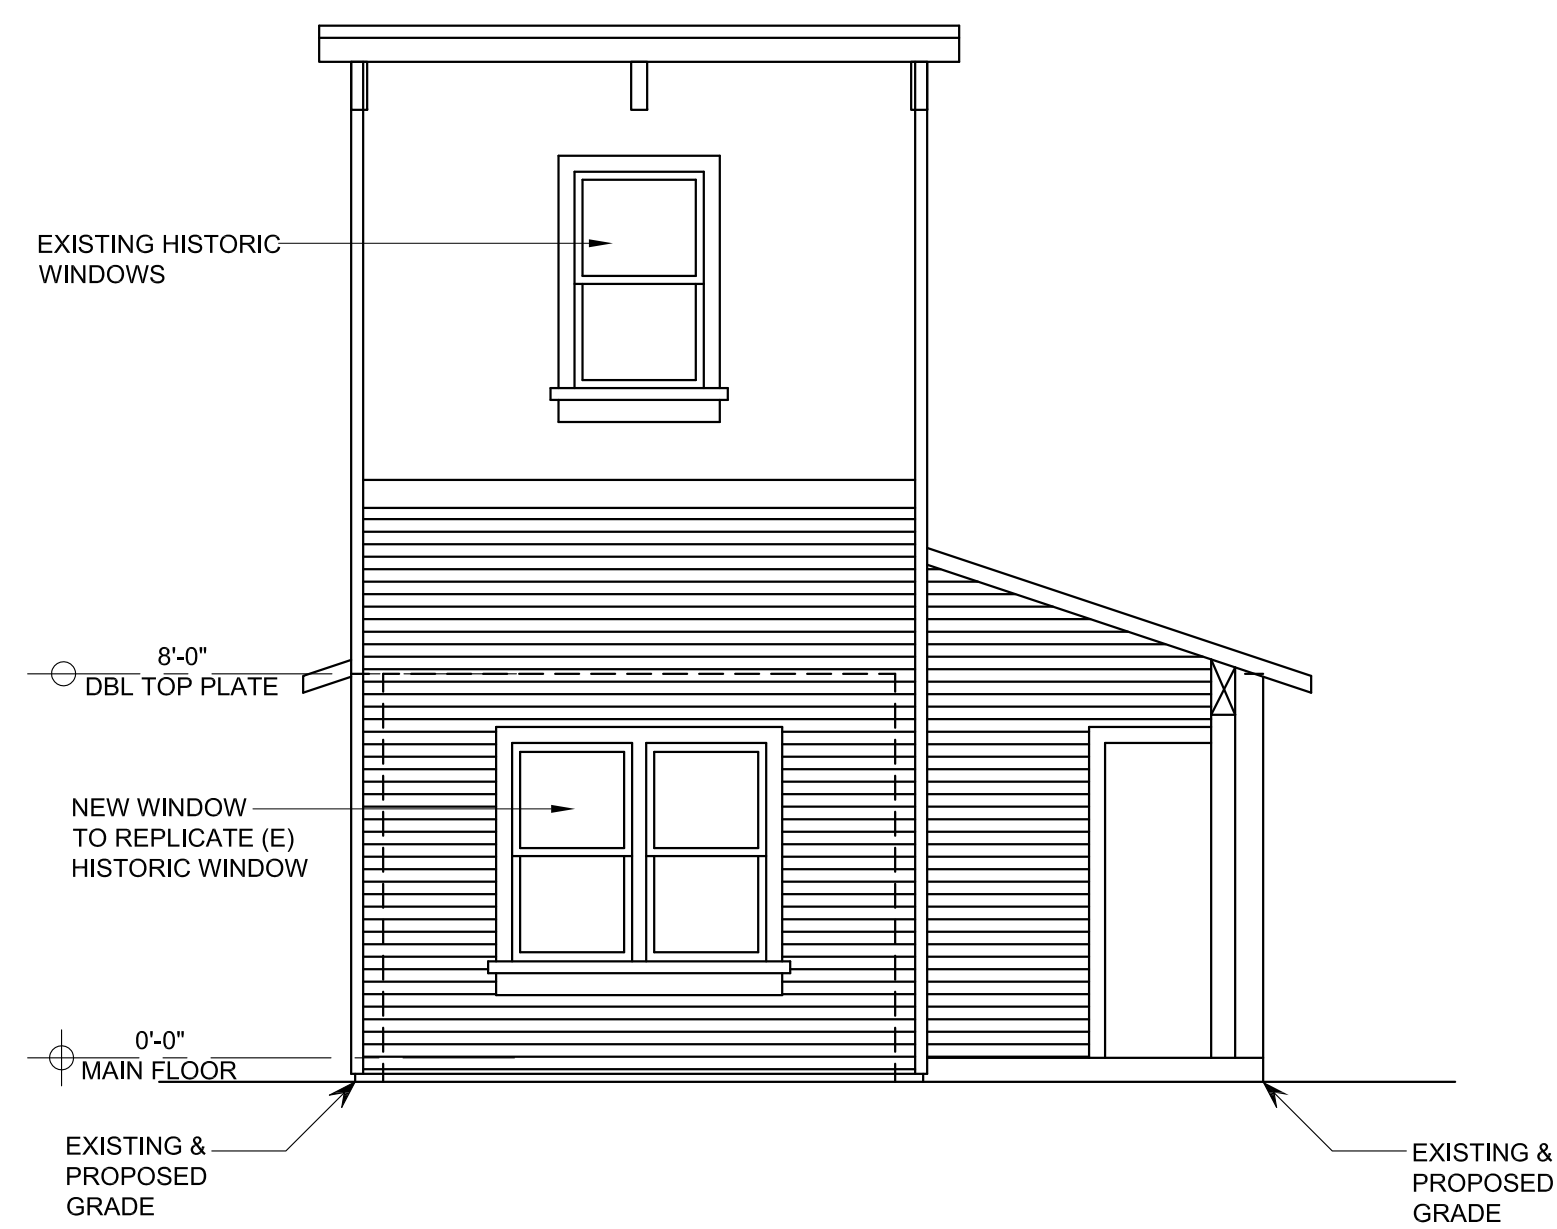 EXISTING HISTORIC
WINDOWS
8'-0"
DBL TOP PLATE
NEW WINDOW
TO REPLICATE (E)
HISTORIC WINDOW
0'-0"
MAIN FLOOR
EXISTING &
PROPOSED
GRADE
EXISTING &
PROPOSED
GRADE